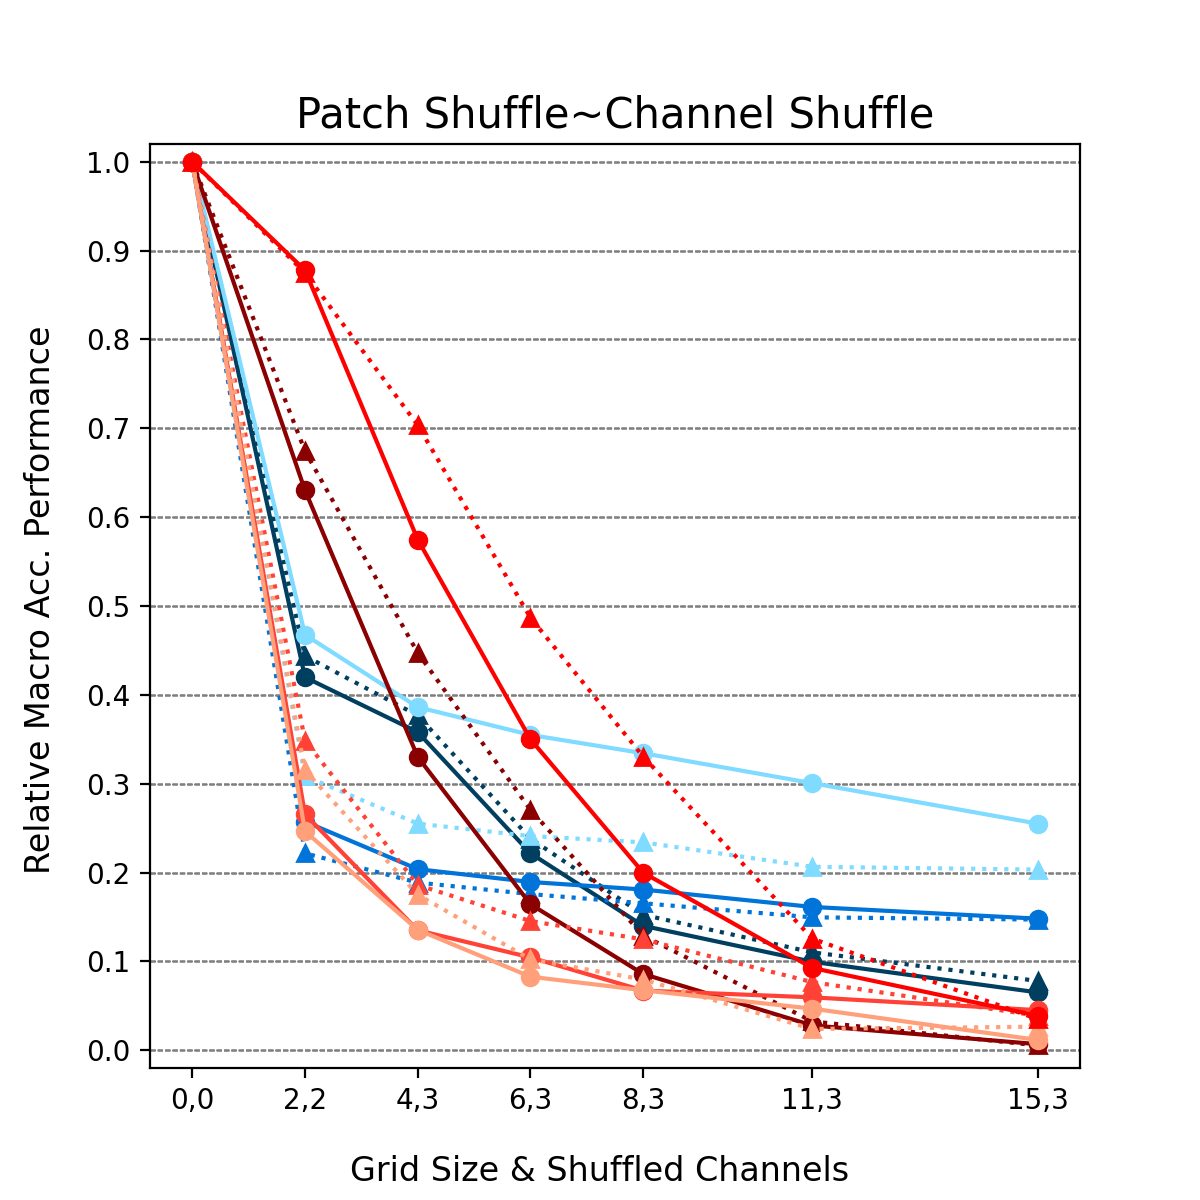 Patch Shuffle~Channel Shuffle
Relative Macro Acc. Performance
1.0
0.9
0.8
0.7
0.6
0.5
0.4
0.3
0.2
0.1
0.0
0,0 2,2 4,3 6,3 8,3 11,3 15,3
Grid Size & Shuffled Channels